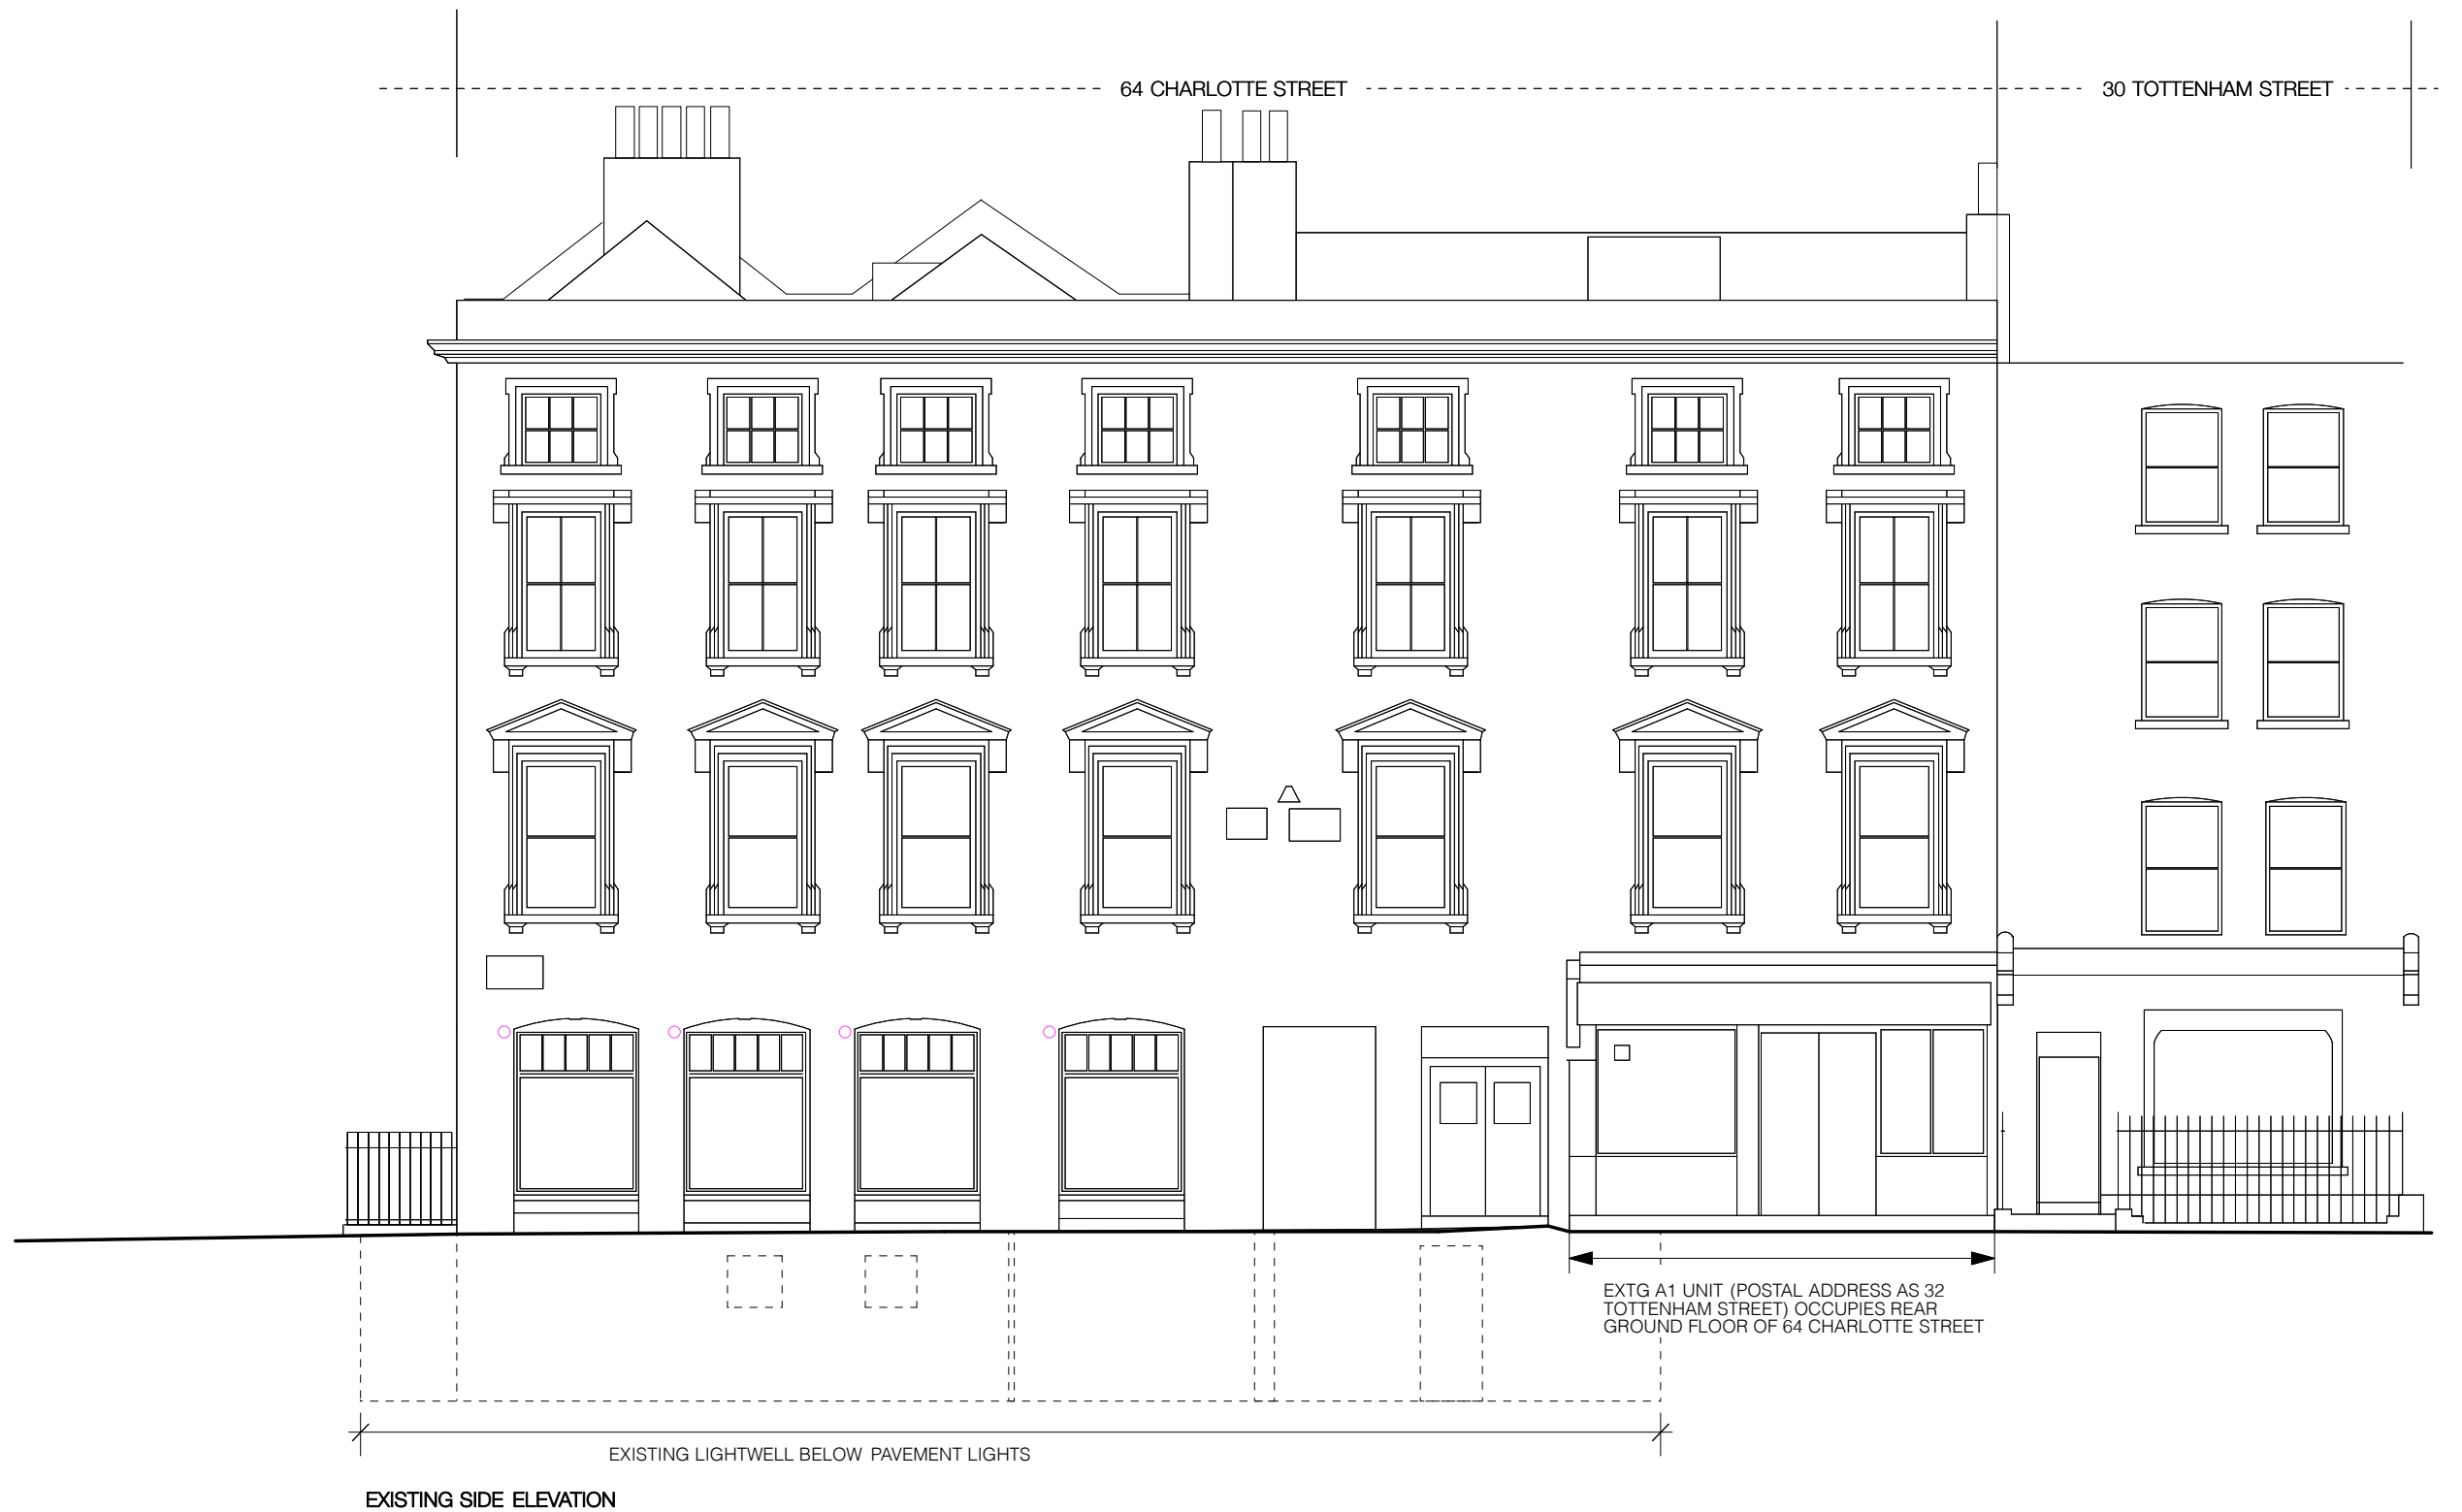 64 CHARLOTTE STREET
30 TOTTENHAM STREET
EXTG A1 UNIT (POSTAL ADDRESS AS 32
TOTTENHAM STREET) OCCUPIES REAR
GROUND FLOOR OF 64 CHARLOTTE STREET
EXISTING LIGHTWELL BELOW PAVEMENT LIGHTS
EXISTING SIDE ELEVATION